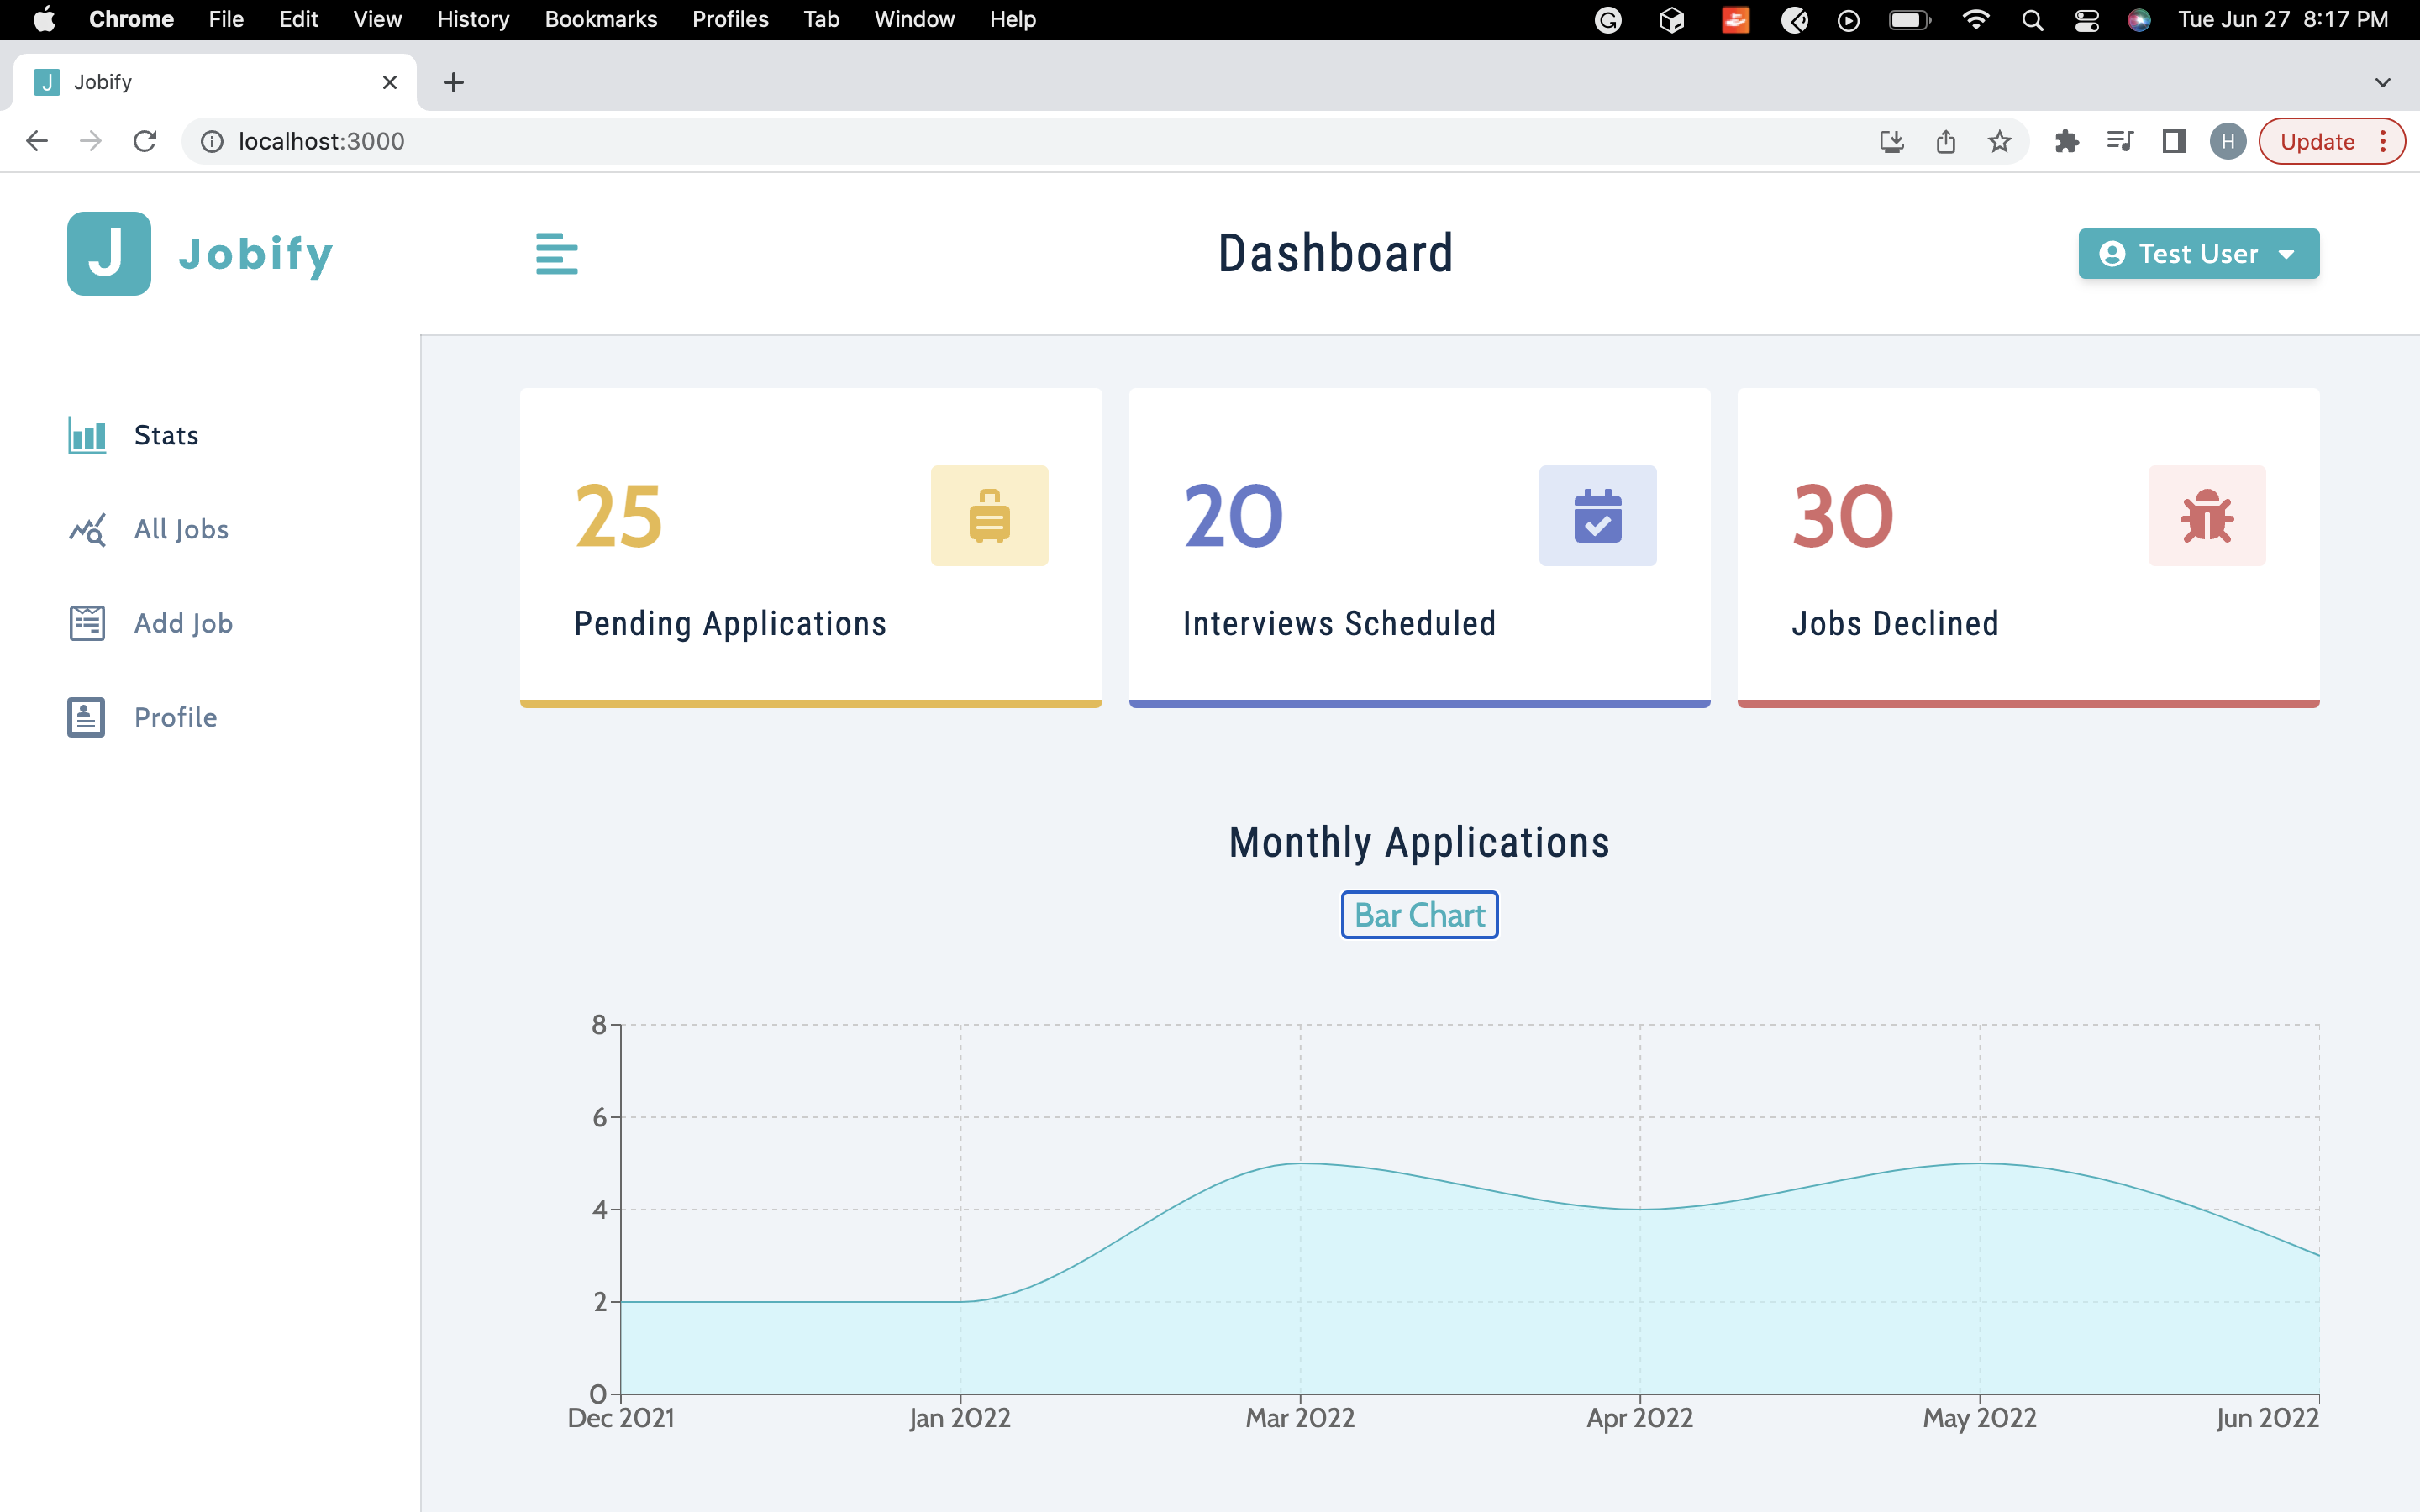 Chrome File Edit View History Bookmarks Profiles Tab Window Help Tue Jun 27 8:17 PM
J Jobify
localhost:3000 H Update
J Jobify Dashboard Test User
Stats
All Jobs
Add Job
Profile
25 20 30
Pending Applications Interviews Scheduled Jobs Declined
Monthly Applications
Bar Chart
8
6
4
2
0
Dec 2021 Jan 2022 Mar 2022 Apr 2022 May 2022 Jun 2022